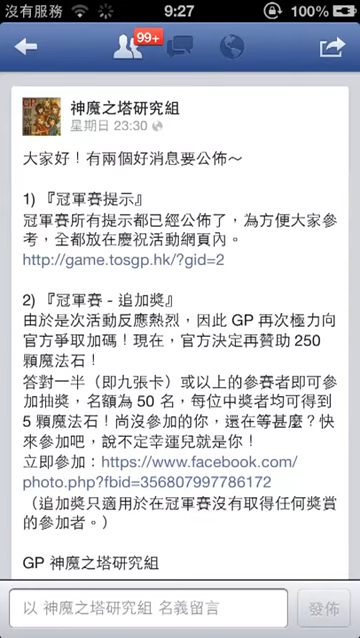 沒有服務 9:27 100%
99+
神魔之塔研究組
星期日 23:30
大家好！有兩個好消息要公佈～
1) 『冠軍賽提示』
冠軍賽所有提示都已經公佈了，為方便大家參
考，全都放在慶祝活動網頁內。
http://game.tosgp.hk/?gid=2
2) 『冠軍賽 - 追加獎』
由於是次活動反應熱烈，因此 GP 再次極力向
官方爭取加碼！現在，官方決定再贊助 250
顆魔法石！
答對一半（即九張卡）或以上的參賽者即可參
加抽獎，名額為 50 名，每位中獎者均可得到
5 顆魔法石！尚沒參加的你，還在等甚麼？快
來參加吧，說不定幸運兒就是你！
立即參加：https://www.facebook.com/
photo.php?fbid=356807997786172
（追加獎只適用於在冠軍賽沒有取得任何獎賞
的參加者。）
GP 神魔之塔研究組
以 神魔之塔研究組 名義留言 發佈